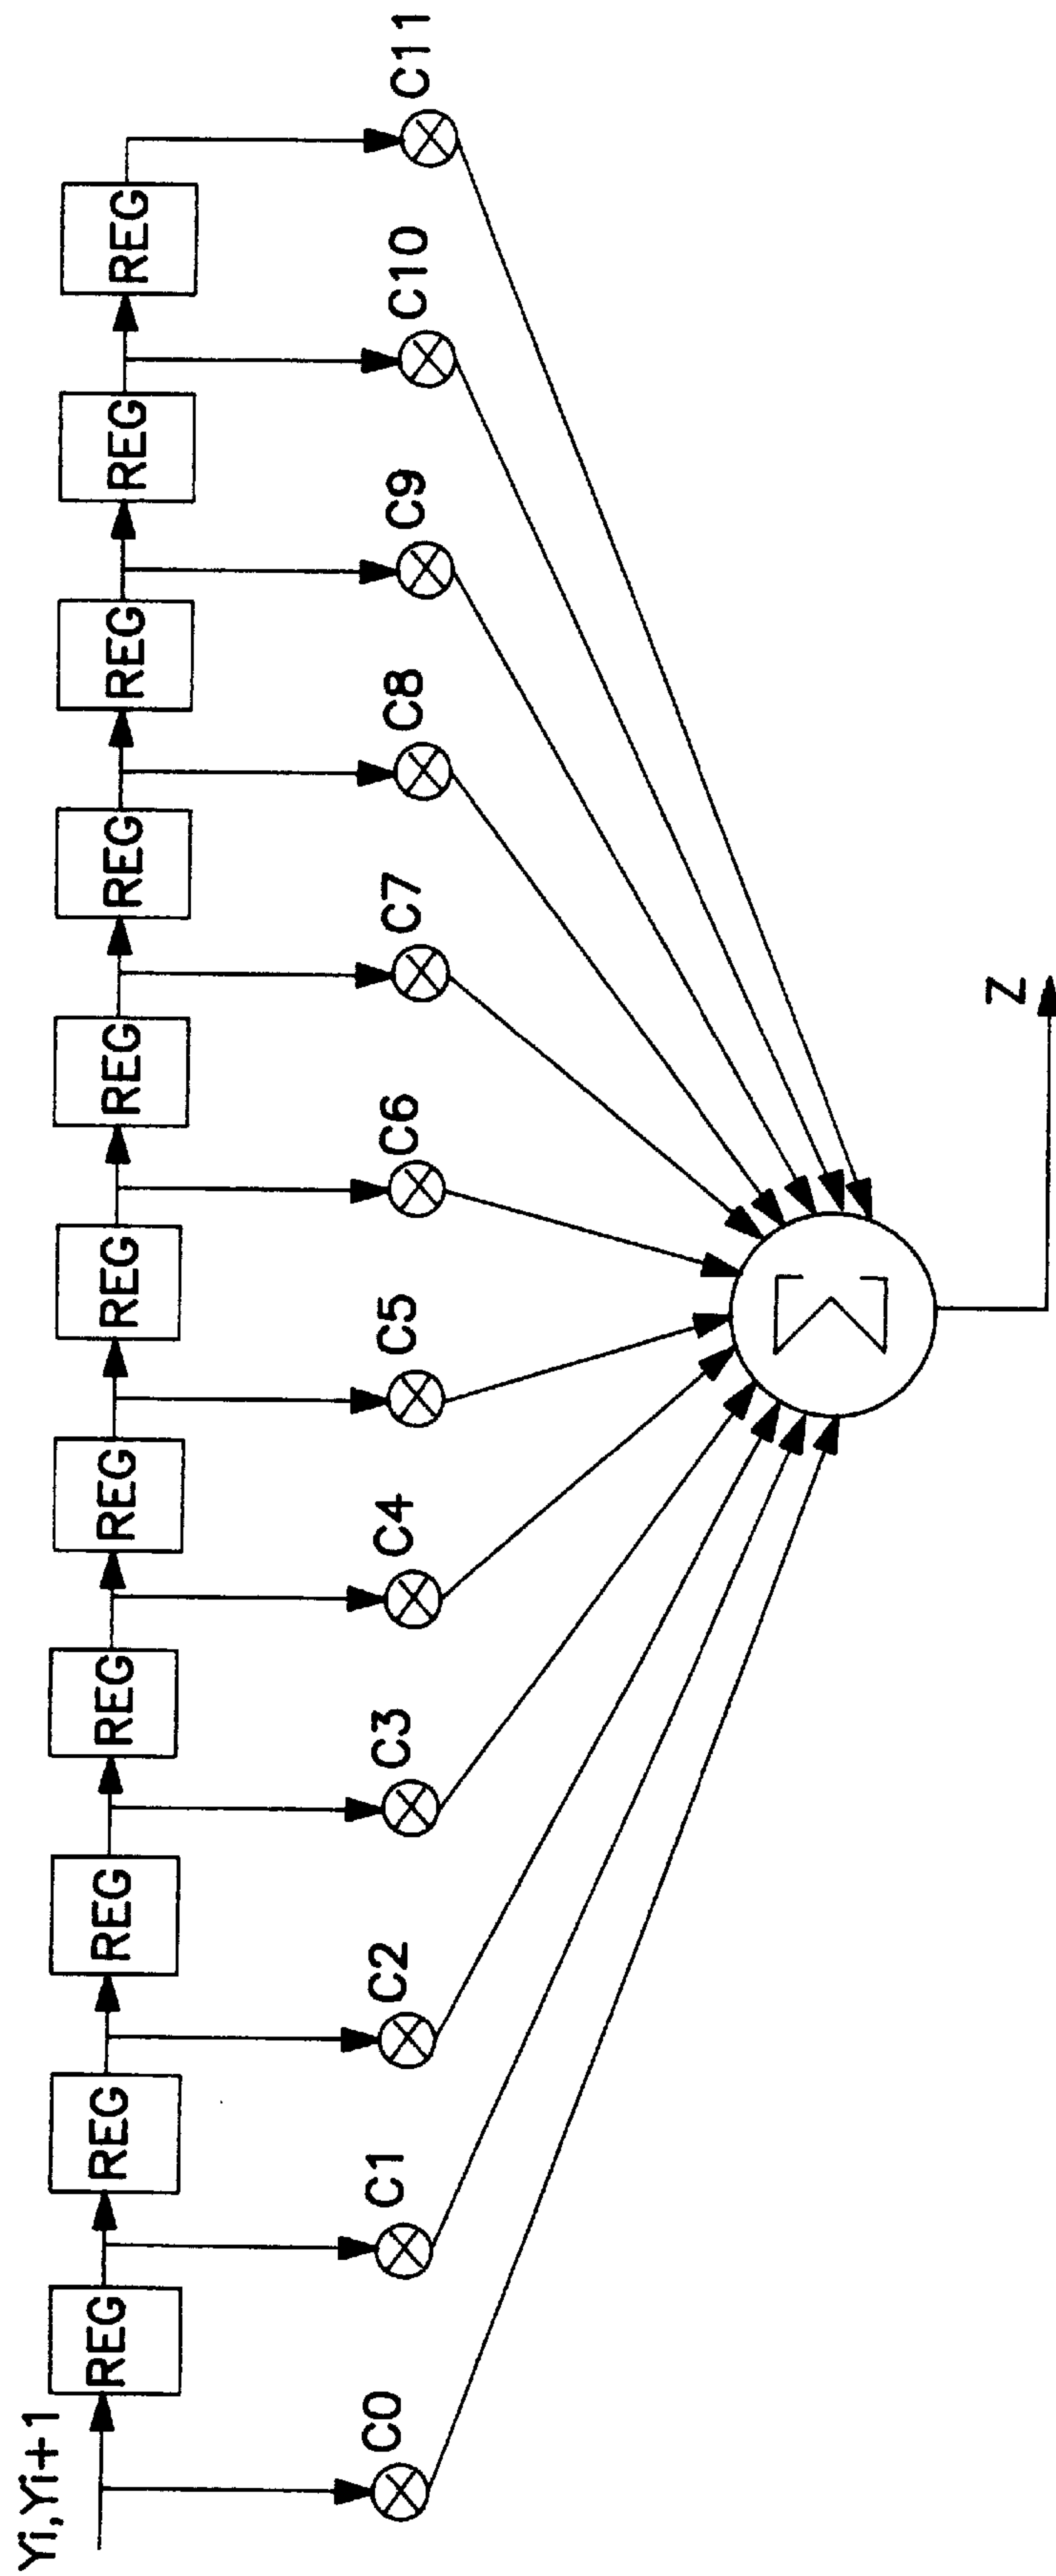 Yi,Yi+1
REG REG REG REG REG REG REG REG REG REG REG
C0 C1 C2 C3 C4 C5 C6 C7 C8 C9 C10 C11
Σ
Z